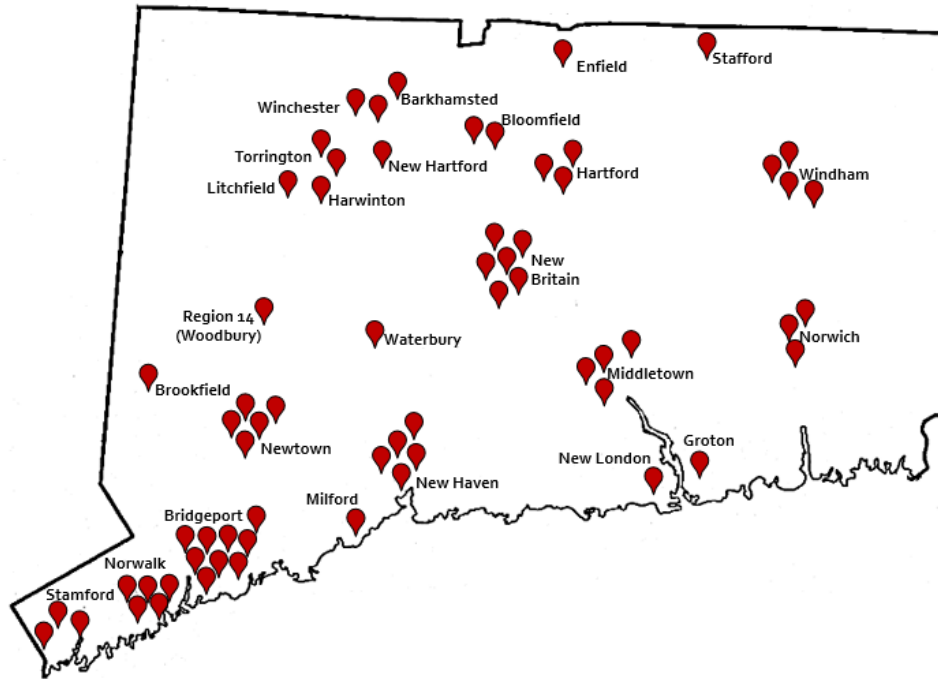 Enfield
Stafford
Barkhamsted
Winchester
Bloomfield
Torrington
New Hartford
Hartford
Windham
Litchfield
Harwinton
New
Britain
Region 14
(Woodbury)
Waterbury
Norwich
Middletown
Brookfield
Newtown
Groton
New London
New Haven
Milford
Bridgeport
Norwalk
Stamford